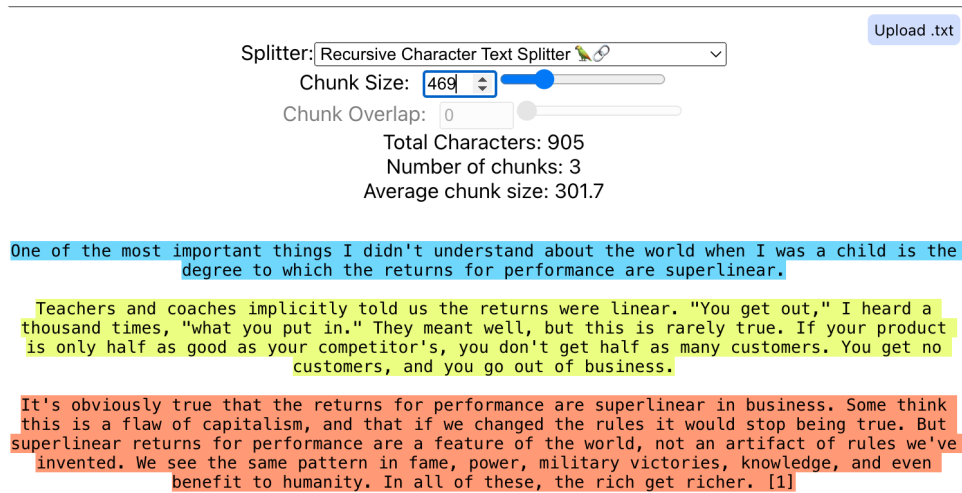 Upload .txt
Splitter: Recursive Character Text Splitter 🦜🔗
Chunk Size: 469
Chunk Overlap: 0
Total Characters: 905
Number of chunks: 3
Average chunk size: 301.7
One of the most important things I didn't understand about the world when I was a child is the
degree to which the returns for performance are superlinear.
Teachers and coaches implicitly told us the returns were linear. "You get out," I heard a
thousand times, "what you put in." They meant well, but this is rarely true. If your product
is only half as good as your competitor's, you don't get half as many customers. You get no
customers, and you go out of business.
It's obviously true that the returns for performance are superlinear in business. Some think
this is a flaw of capitalism, and that if we changed the rules it would stop being true. But
superlinear returns for performance are a feature of the world, not an artifact of rules we've
invented. We see the same pattern in fame, power, military victories, knowledge, and even
benefit to humanity. In all of these, the rich get richer. [1]